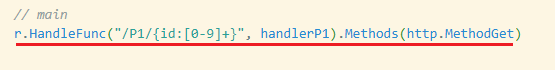 // main
r.HandleFunc("/P1/{id:[0-9]+}", handlerP1).Methods(http.MethodGet)